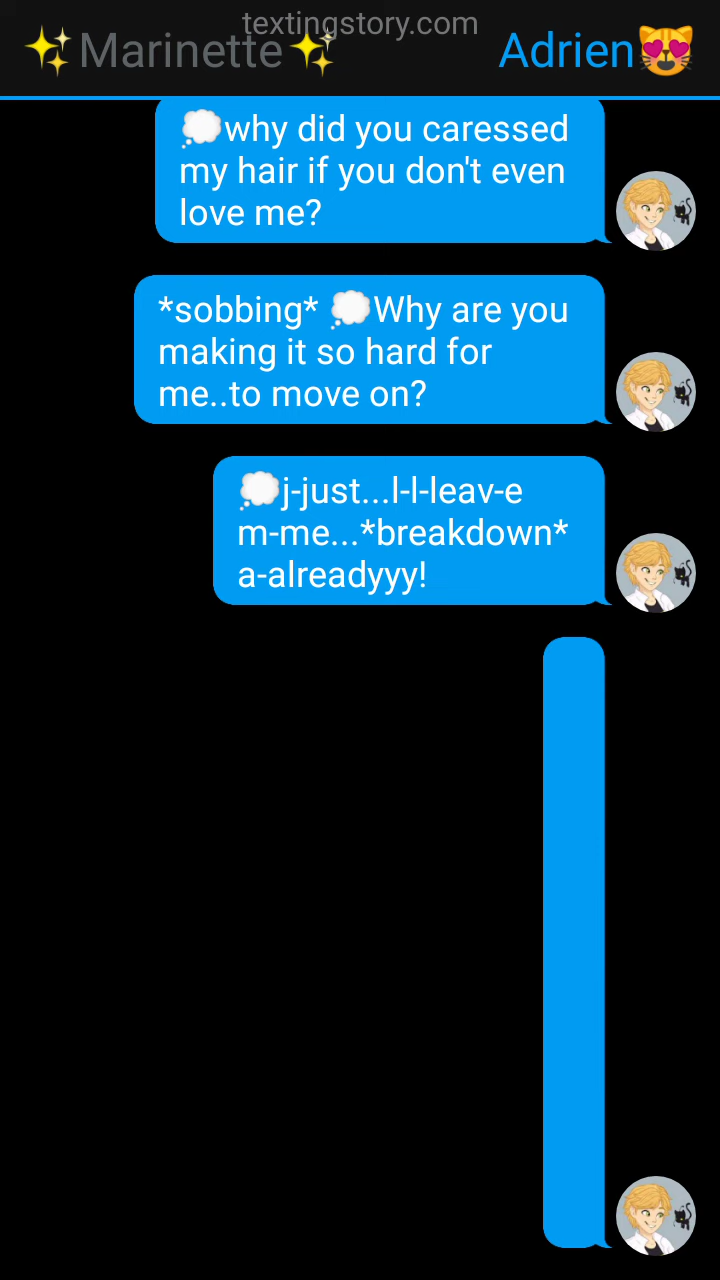 textingstory.com
✨Marinette✨ Adrien😻
💭why did you caressed
my hair if you don't even
love me?
*sobbing* 💭Why are you
making it so hard for
me..to move on?
💭j-just...l-l-leav-e
m-me...*breakdown*
a-alreadyyy!